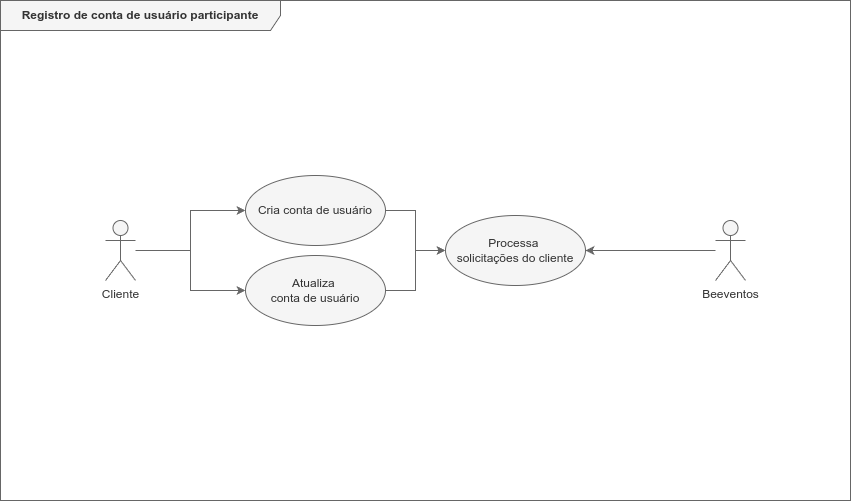 Registro de conta de usuário participante
Cria conta de usuário
Processa
solicitações do cliente
Atualiza
conta de usuário
Cliente
Beeventos